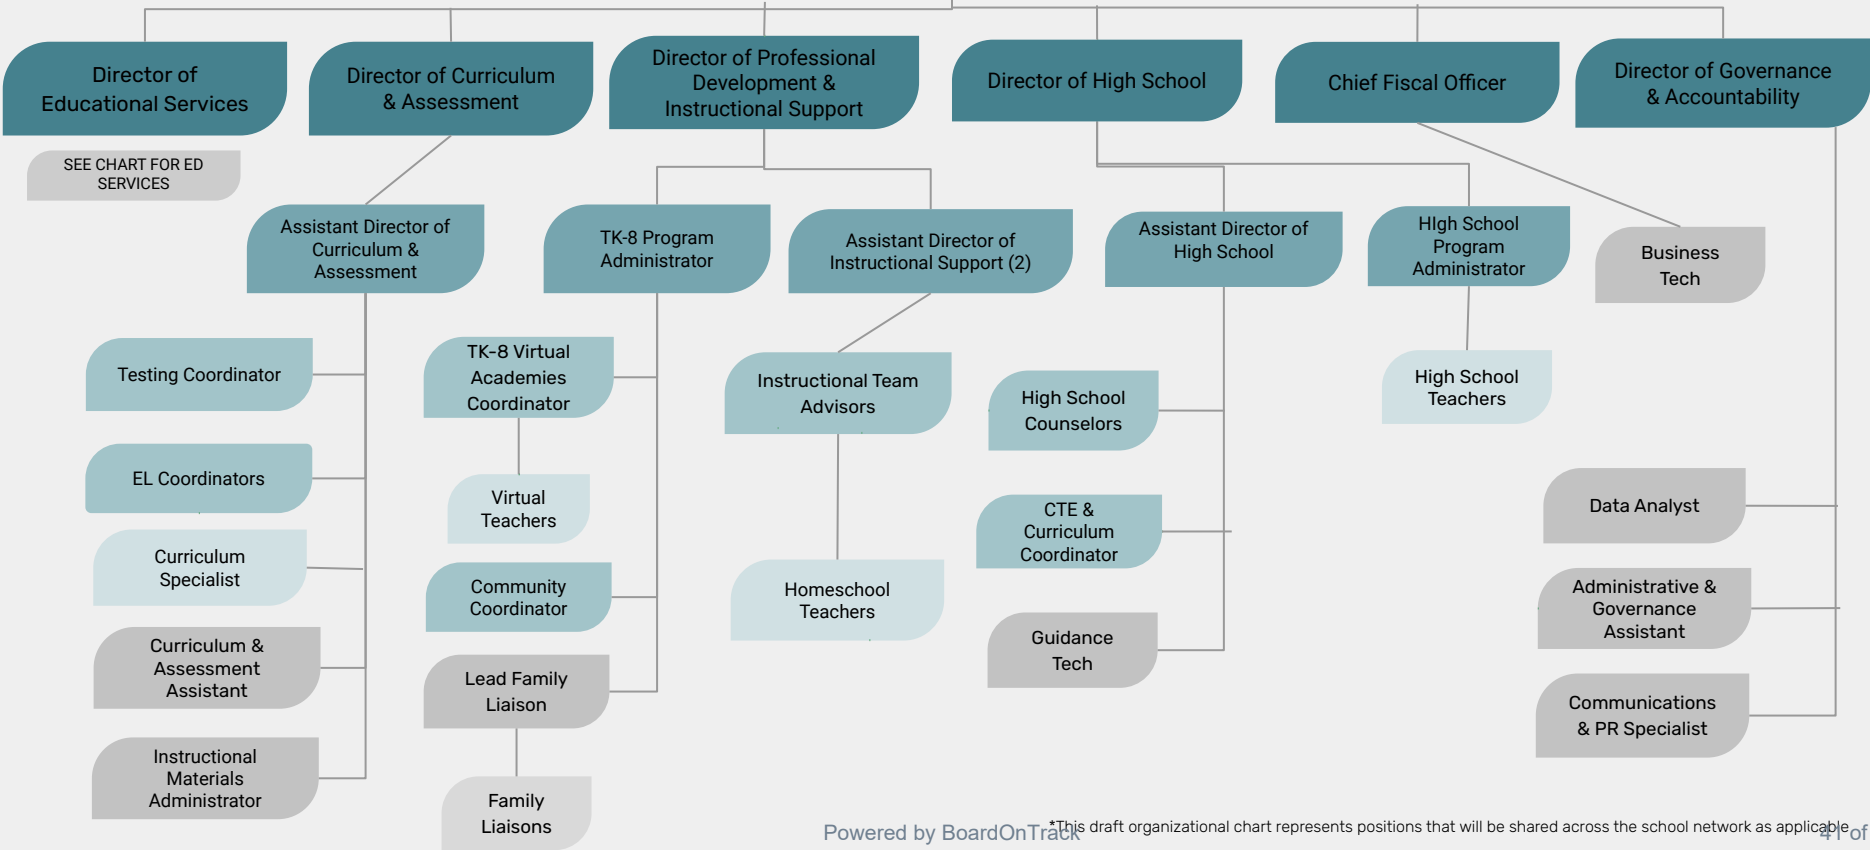 Director of
Educational Services
Director of Curriculum
& Assessment
Director of Professional
Development &
Instructional Support
Director of High School
Chief Fiscal Officer
Director of Governance
& Accountability
SEE CHART FOR ED
SERVICES
Assistant Director of
Curriculum &
Assessment
TK-8 Program
Administrator
Assistant Director of
Instructional Support (2)
Assistant Director of
High School
HIgh School
Program
Administrator
Business
Tech
Testing Coordinator
EL Coordinators
Curriculum
Specialist
Curriculum &
Assessment
Assistant
Instructional
Materials
Administrator
TK-8 Virtual
Academies
Coordinator
Virtual
Teachers
Community
Coordinator
Lead Family
Liaison
Family
Liaisons
Instructional Team
Advisors
Homeschool
Teachers
High School
Counselors
CTE &
Curriculum
Coordinator
Guidance
Tech
High School
Teachers
Data Analyst
Administrative &
Governance
Assistant
Communications
& PR Specialist
*This draft organizational chart represents positions that will be shared across the school network as applicable
Powered by BoardOnTrack
41 of